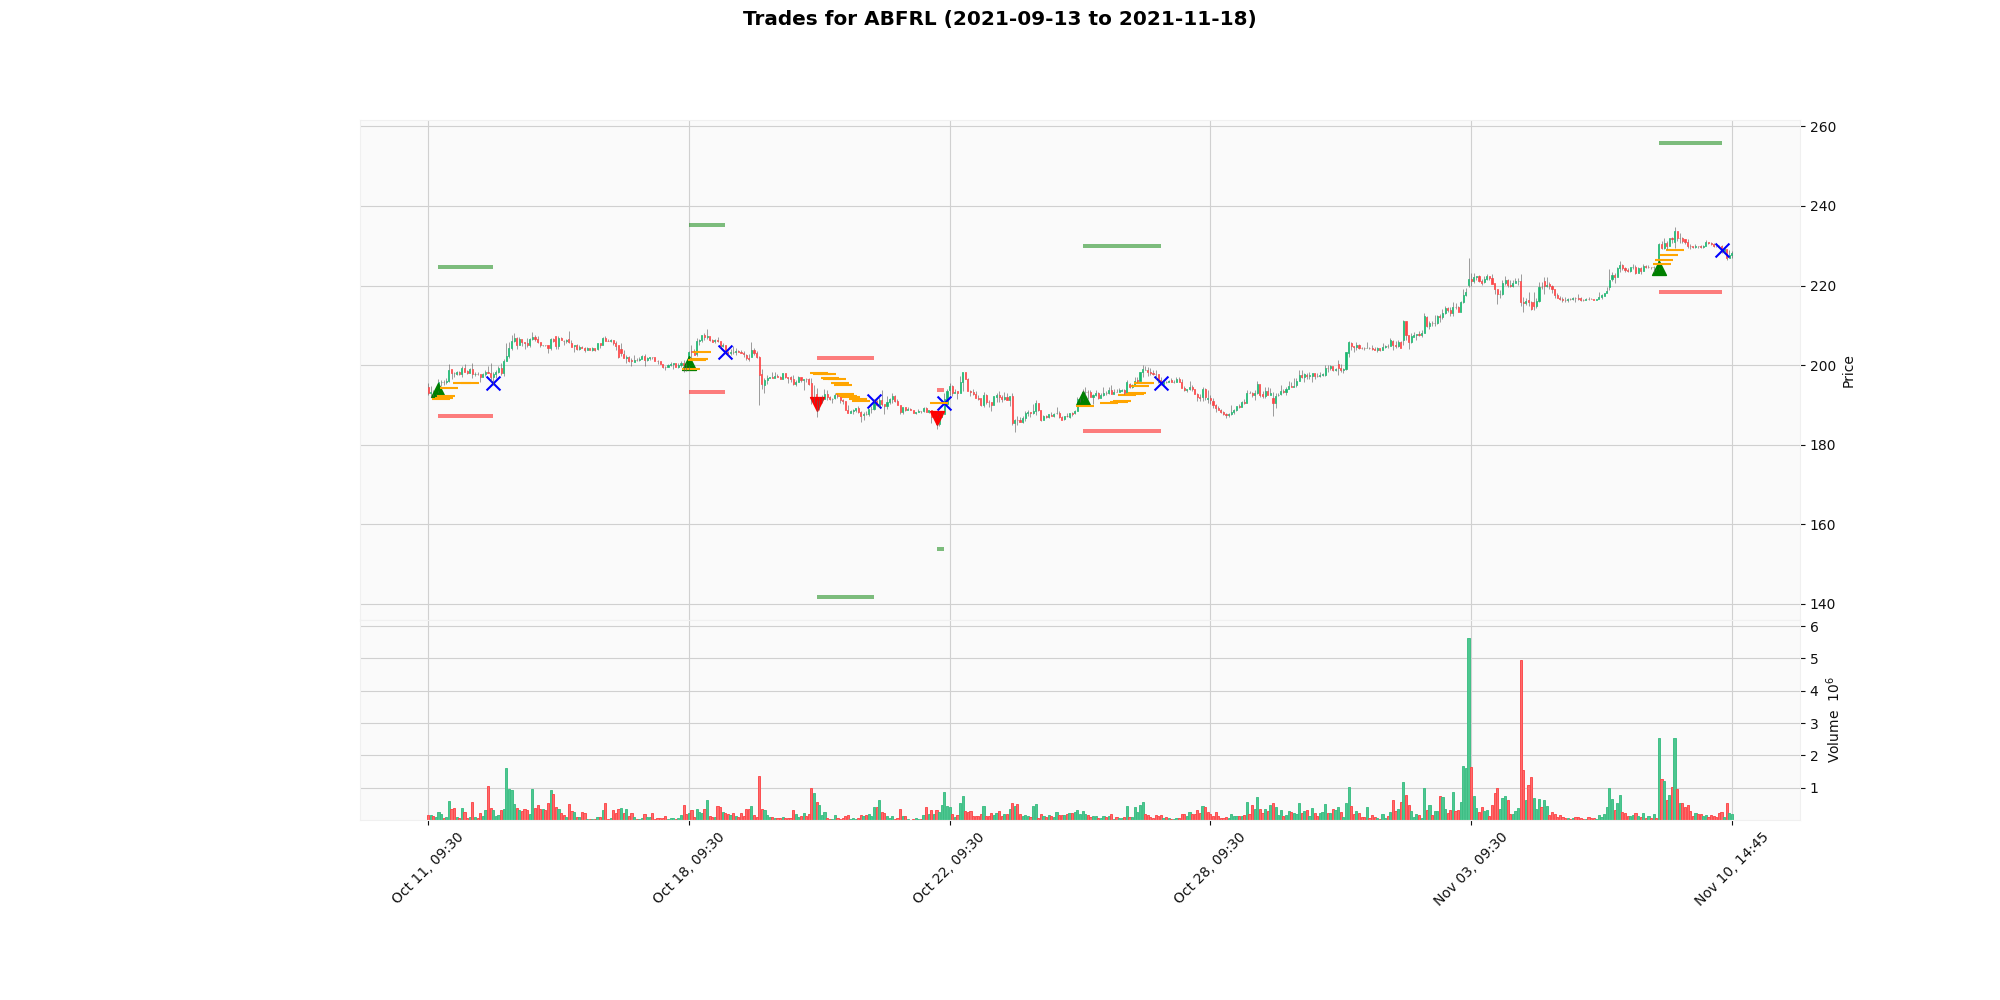 Trades for ABFRL (2021-09-13 to 2021-11-18)
260
240
220
200
180
160
140
Price
6
5
4
3
2
1
Volume 10^6
Oct 11, 09:30
Oct 18, 09:30
Oct 22, 09:30
Oct 28, 09:30
Nov 03, 09:30
Nov 10, 14:45